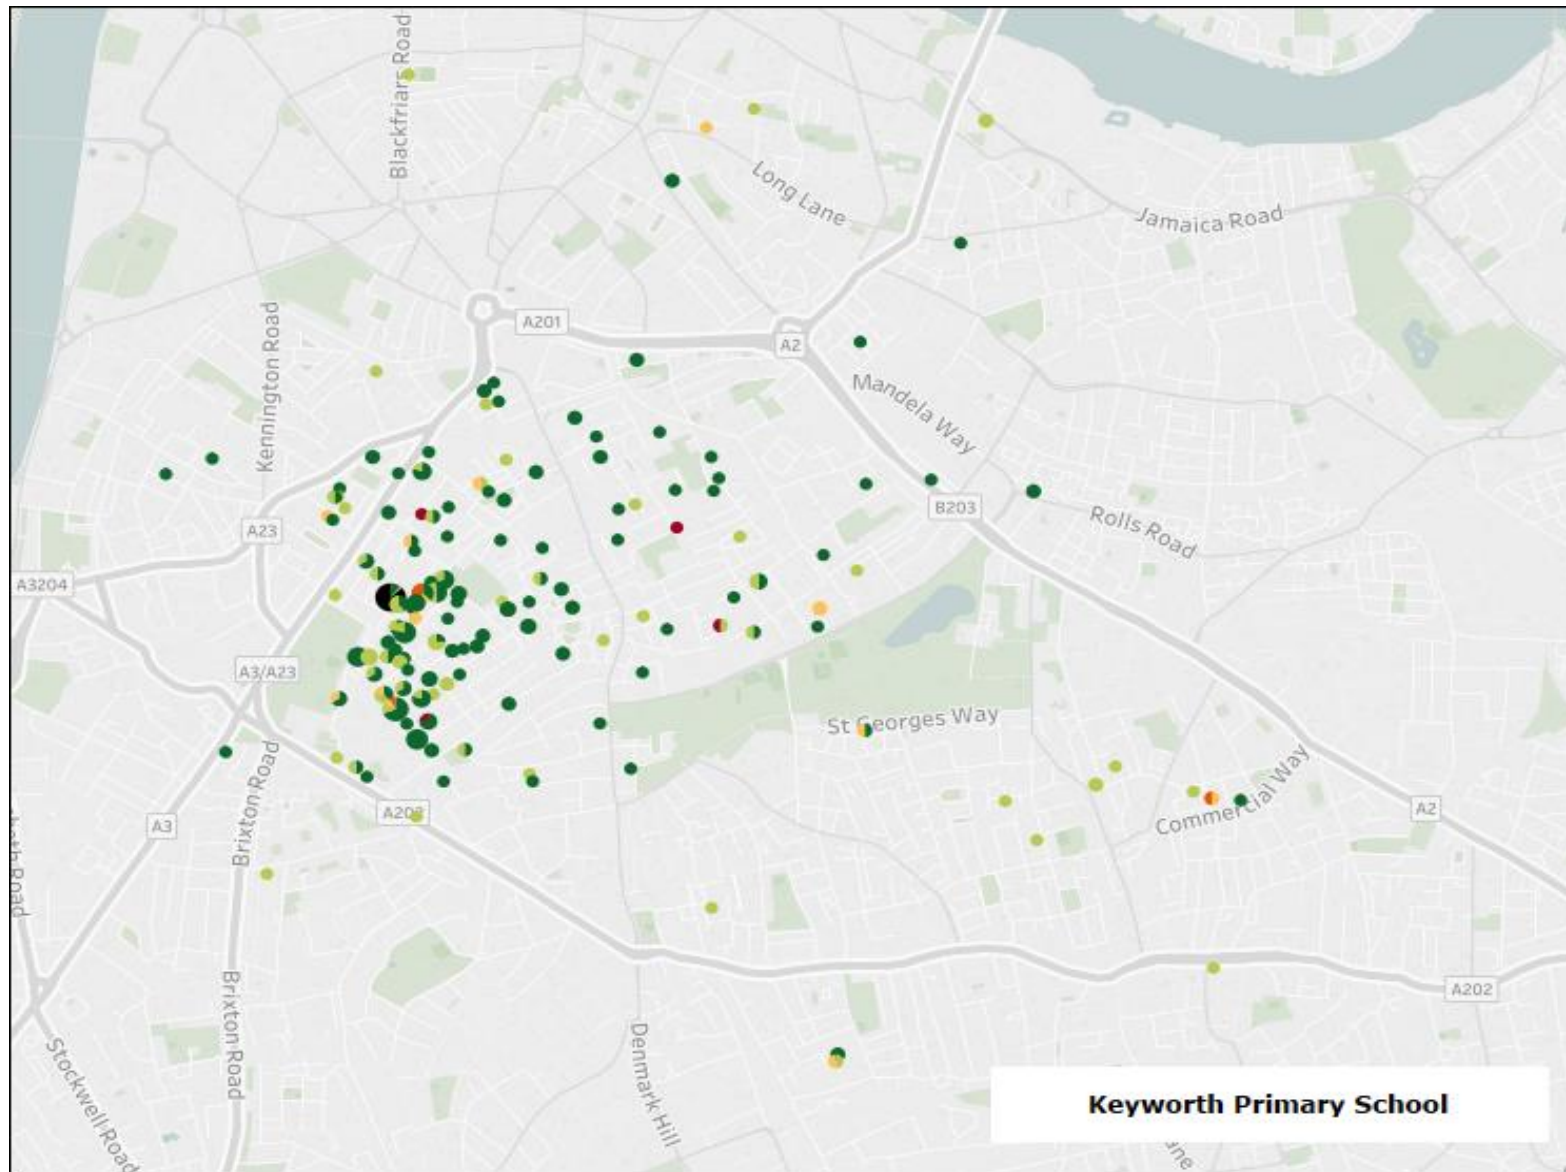 Blackfriars Road
Long Lane
Jamaica Road
Kennington Road
A201
A2
Mandela Way
B203
Rolls Road
A23
A3204
A3/A23
St Georges Way
Brixton Road
A3
A202
Commercial Way
A2
Brixton Road
A202
Stockwell Road
Denmark Hill
Keyworth Primary School